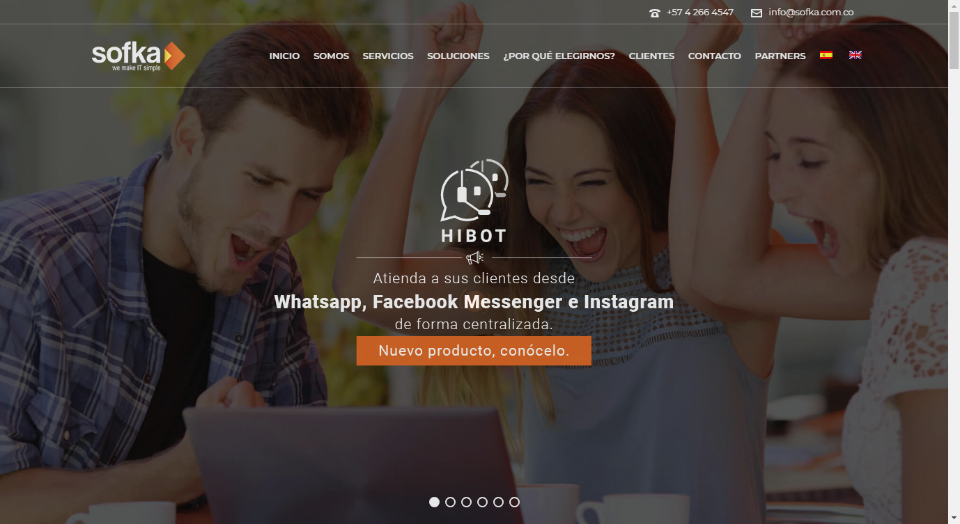 +57 4 266 4547 info@sofka.com.co
sofka
we make IT simple
INICIO SOMOS SERVICIOS SOLUCIONES ¿POR QUÉ ELEGIRNOS? CLIENTES CONTACTO PARTNERS
HIBOT
Atienda a sus clientes desde
Whatsapp, Facebook Messenger e Instagram
de forma centralizada.
Nuevo producto, conócelo.